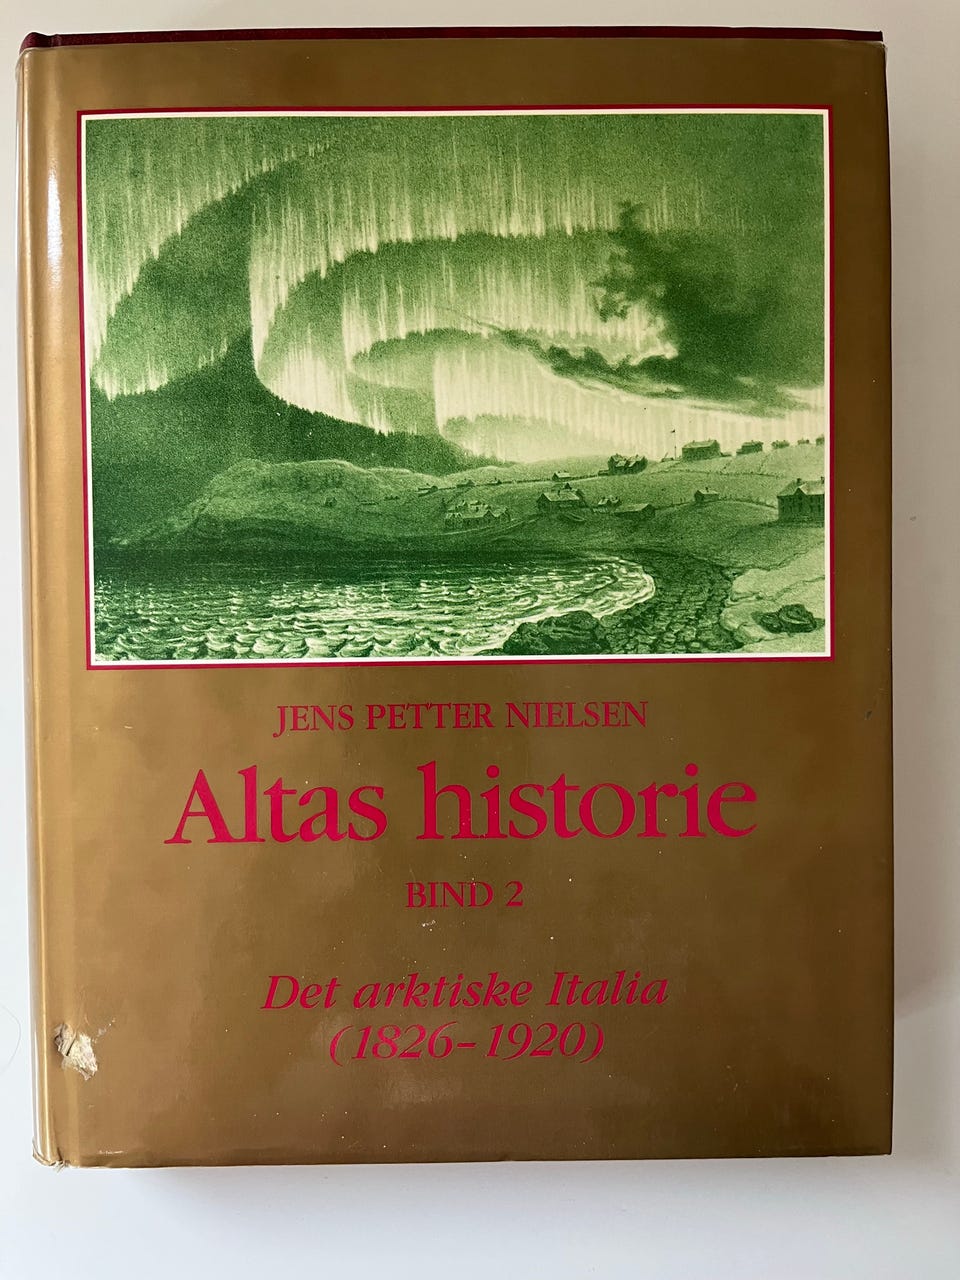 JENS PETTER NIELSEN
Altas historie
BIND 2
Det arktiske Italia
(1826–1920)